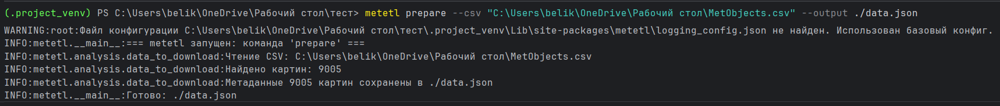 (.project_venv) PS C:\Users\belik\OneDrive\Рабочий стол\тест> metetl prepare --csv "C:\Users\belik\OneDrive\Рабочий стол\MetObjects.csv" --output ./data.json
WARNING:root:Файл конфигурации C:\Users\belik\OneDrive\Рабочий стол\тест\.project_venv\Lib\site-packages\metetl\logging_config.json не найден. Использован базовый конфиг.
INFO:metetl.__main__:=== metetl запущен: команда 'prepare' ===
INFO:metetl.analysis.data_to_download:Чтение CSV: C:\Users\belik\OneDrive\Рабочий стол\MetObjects.csv
INFO:metetl.analysis.data_to_download:Найдено картин: 9005
INFO:metetl.analysis.data_to_download:Метаданные 9005 картин сохранены в ./data.json
INFO:metetl.__main__:Готово: ./data.json